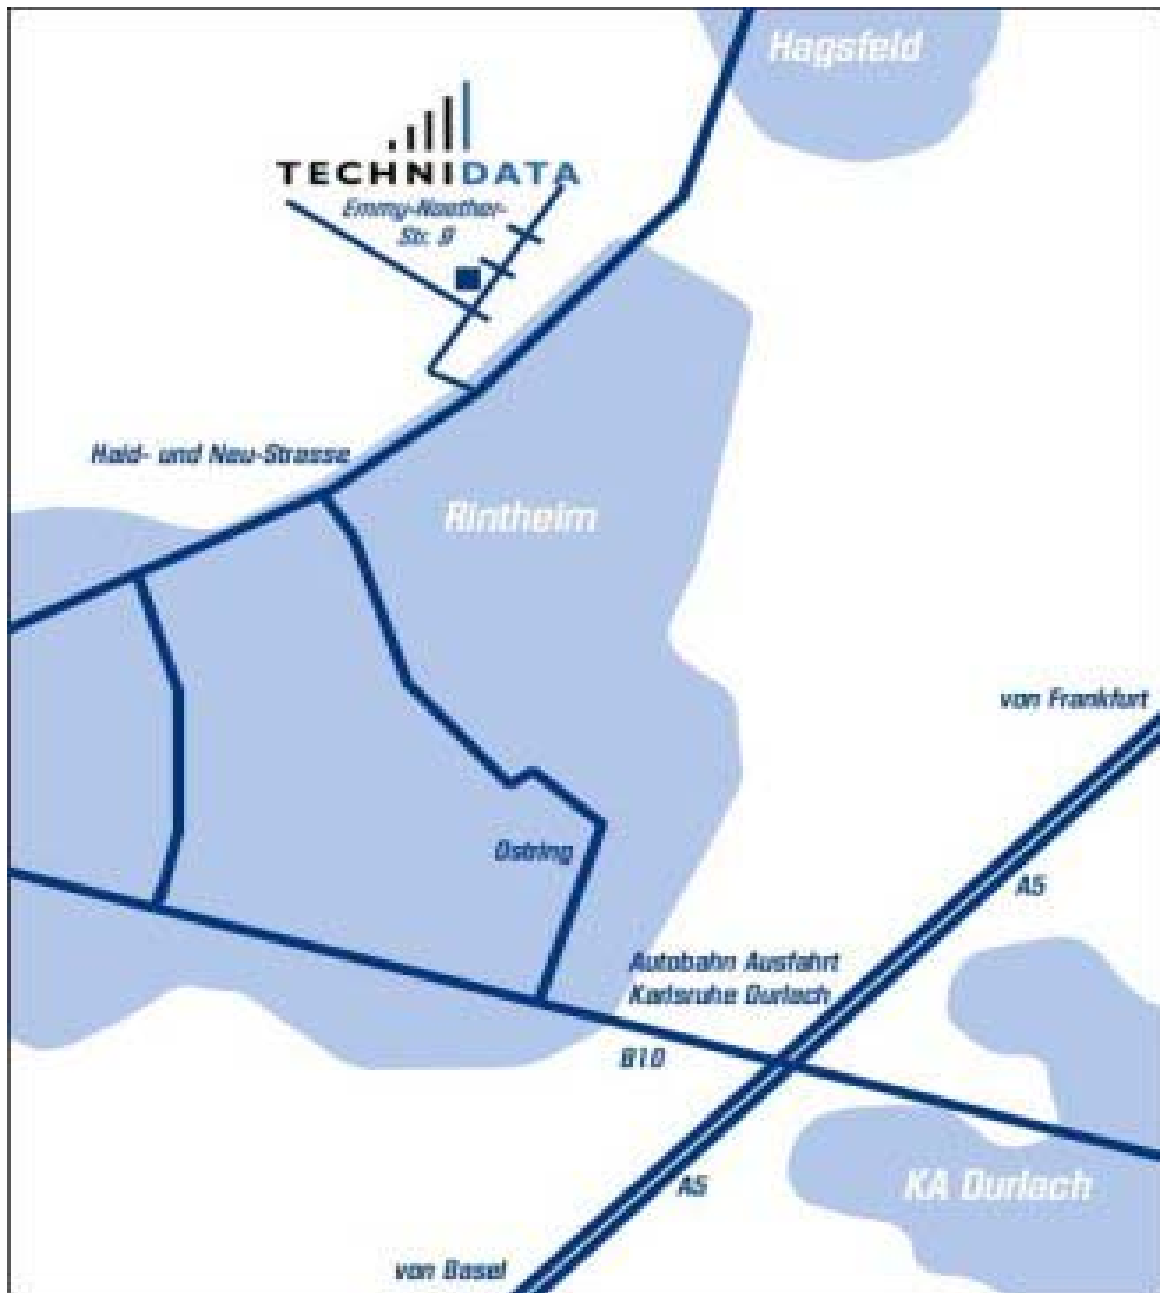 Hagsfeld
TECHNIDATA
Emmy-Noether-
Str. 9
Haid- und Neu-Strasse
Rintheim
von Frankfurt
Ostring
A5
Autobahn Ausfahrt
Karlsruhe Durlach
B10
A5
KA Durlach
von Basel